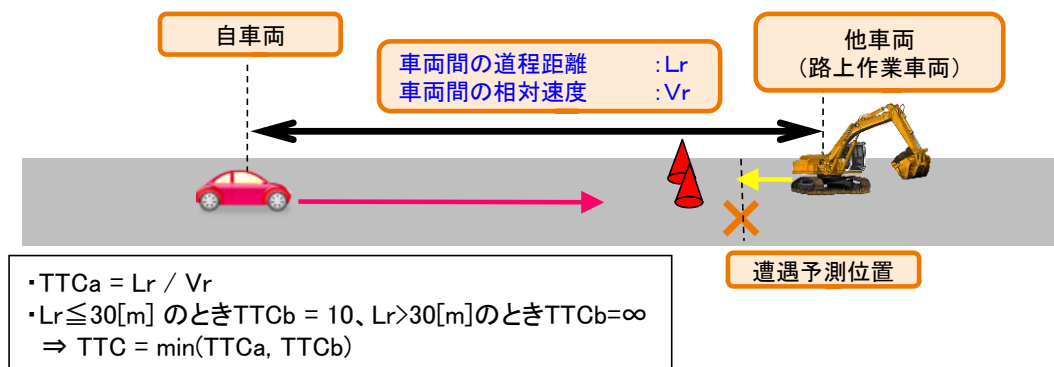 自車両
車両間の道程距離　:Lr
車両間の相対速度　:Vr
他車両
（路上作業車両）
遭遇予測位置
・TTCa = Lr / Vr
・Lr≦30[m] のときTTCb = 10、Lr>30[m]のときTTCb=∞
⇒ TTC = min(TTCa, TTCb)